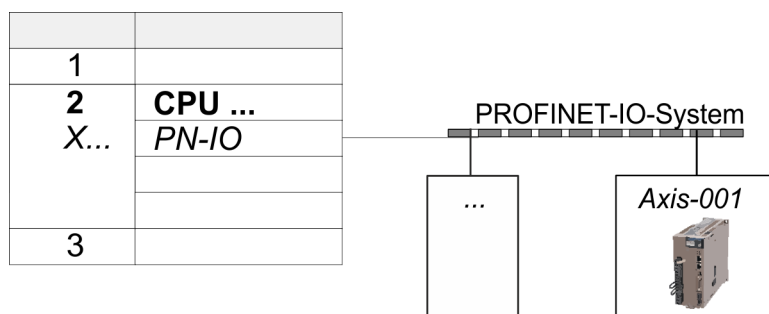 1
2 CPU ...
X... PN-IO
3
PROFINET-IO-System
...
Axis-001